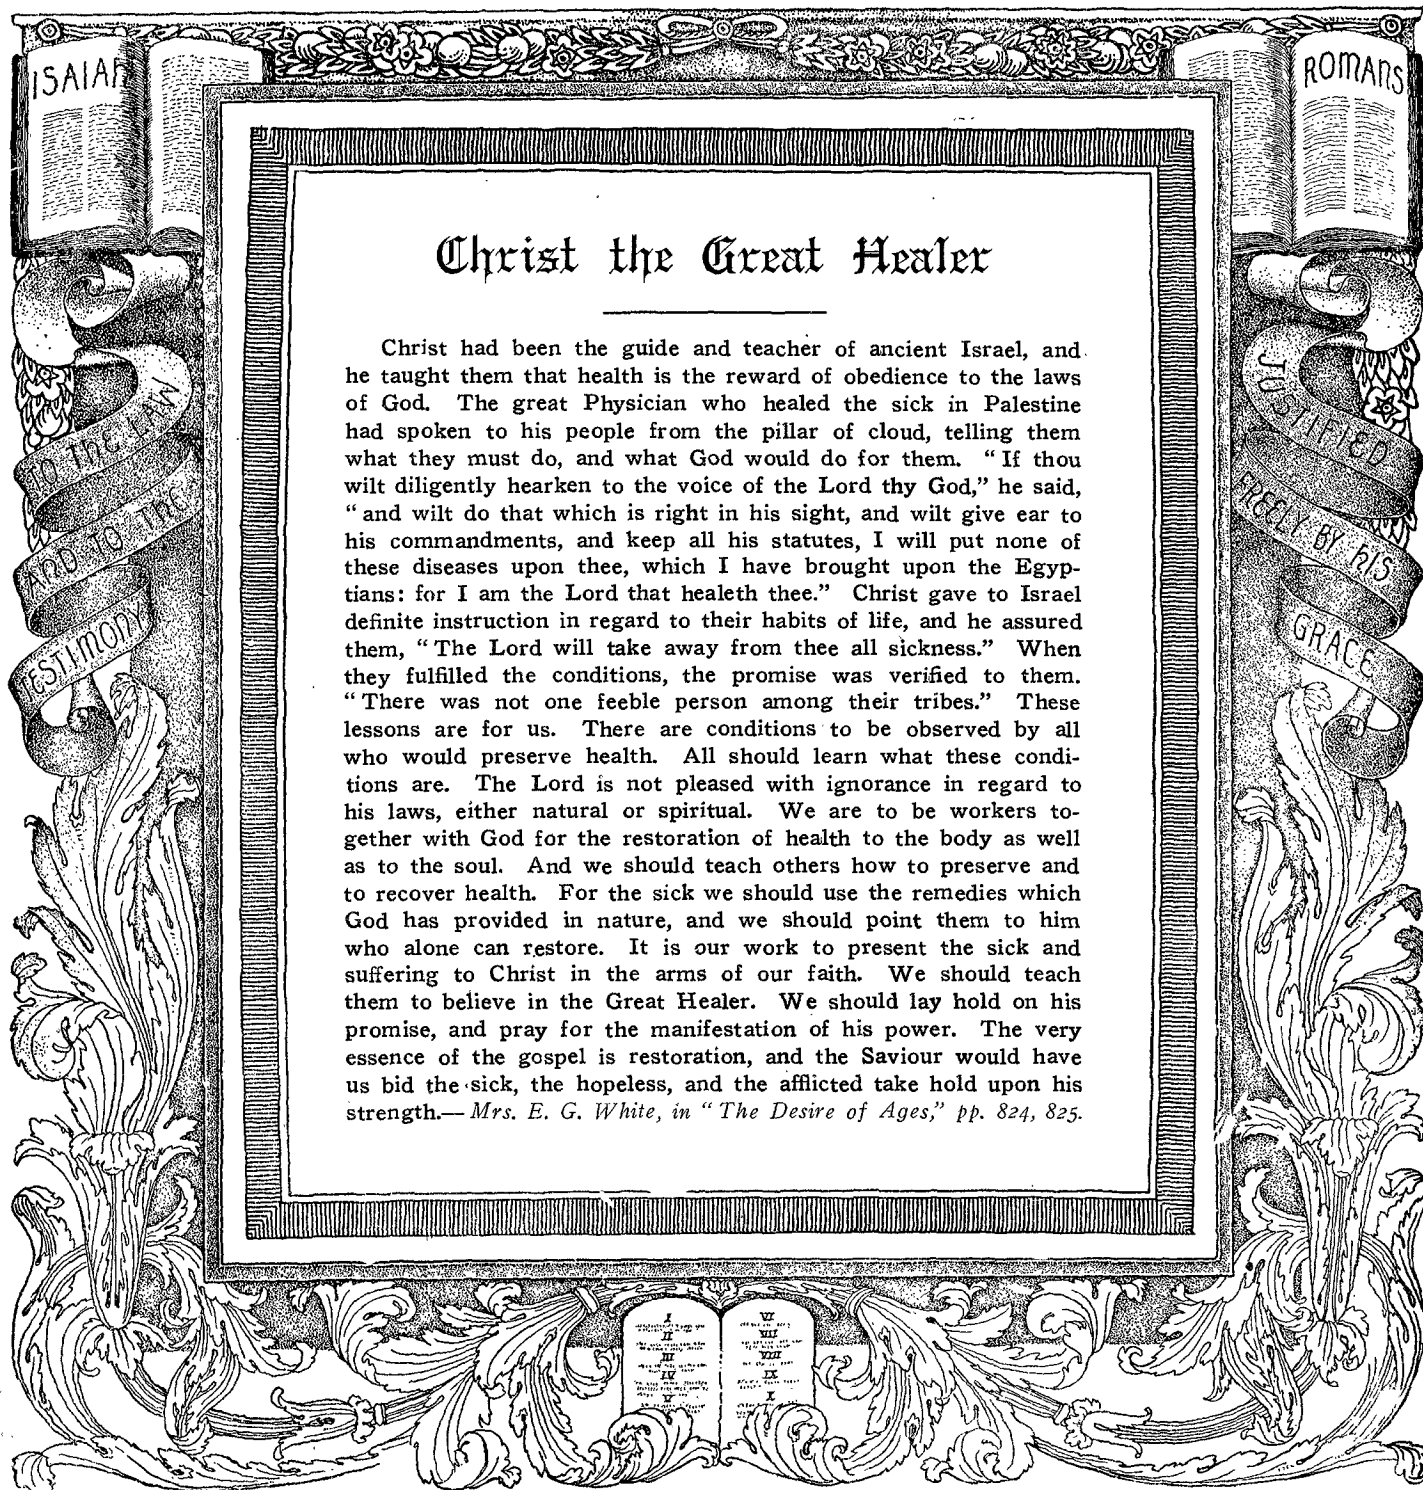 ISAIAH
ROMANS
TO THE LAW
AND TO THE
TESTIMONY
JUSTIFIED
FREELY BY HIS
GRACE
Christ the Great Healer
Christ had been the guide and teacher of ancient Israel, and
he taught them that health is the reward of obedience to the laws
of God. The great Physician who healed the sick in Palestine
had spoken to his people from the pillar of cloud, telling them
what they must do, and what God would do for them. “If thou
wilt diligently hearken to the voice of the Lord thy God,” he said,
“and wilt do that which is right in his sight, and wilt give ear to
his commandments, and keep all his statutes, I will put none of
these diseases upon thee, which I have brought upon the Egyp-
tians: for I am the Lord that healeth thee.” Christ gave to Israel
definite instruction in regard to their habits of life, and he assured
them, “The Lord will take away from thee all sickness.” When
they fulfilled the conditions, the promise was verified to them.
“There was not one feeble person among their tribes.” These
lessons are for us. There are conditions to be observed by all
who would preserve health. All should learn what these condi-
tions are. The Lord is not pleased with ignorance in regard to
his laws, either natural or spiritual. We are to be workers to-
gether with God for the restoration of health to the body as well
as to the soul. And we should teach others how to preserve and
to recover health. For the sick we should use the remedies which
God has provided in nature, and we should point them to him
who alone can restore. It is our work to present the sick and
suffering to Christ in the arms of our faith. We should teach
them to believe in the Great Healer. We should lay hold on his
promise, and pray for the manifestation of his power. The very
essence of the gospel is restoration, and the Saviour would have
us bid the sick, the hopeless, and the afflicted take hold upon his
strength.— Mrs. E. G. White, in “The Desire of Ages,” pp. 824, 825.
I
II
III
IV
V
VI
VII
VIII
IX
X